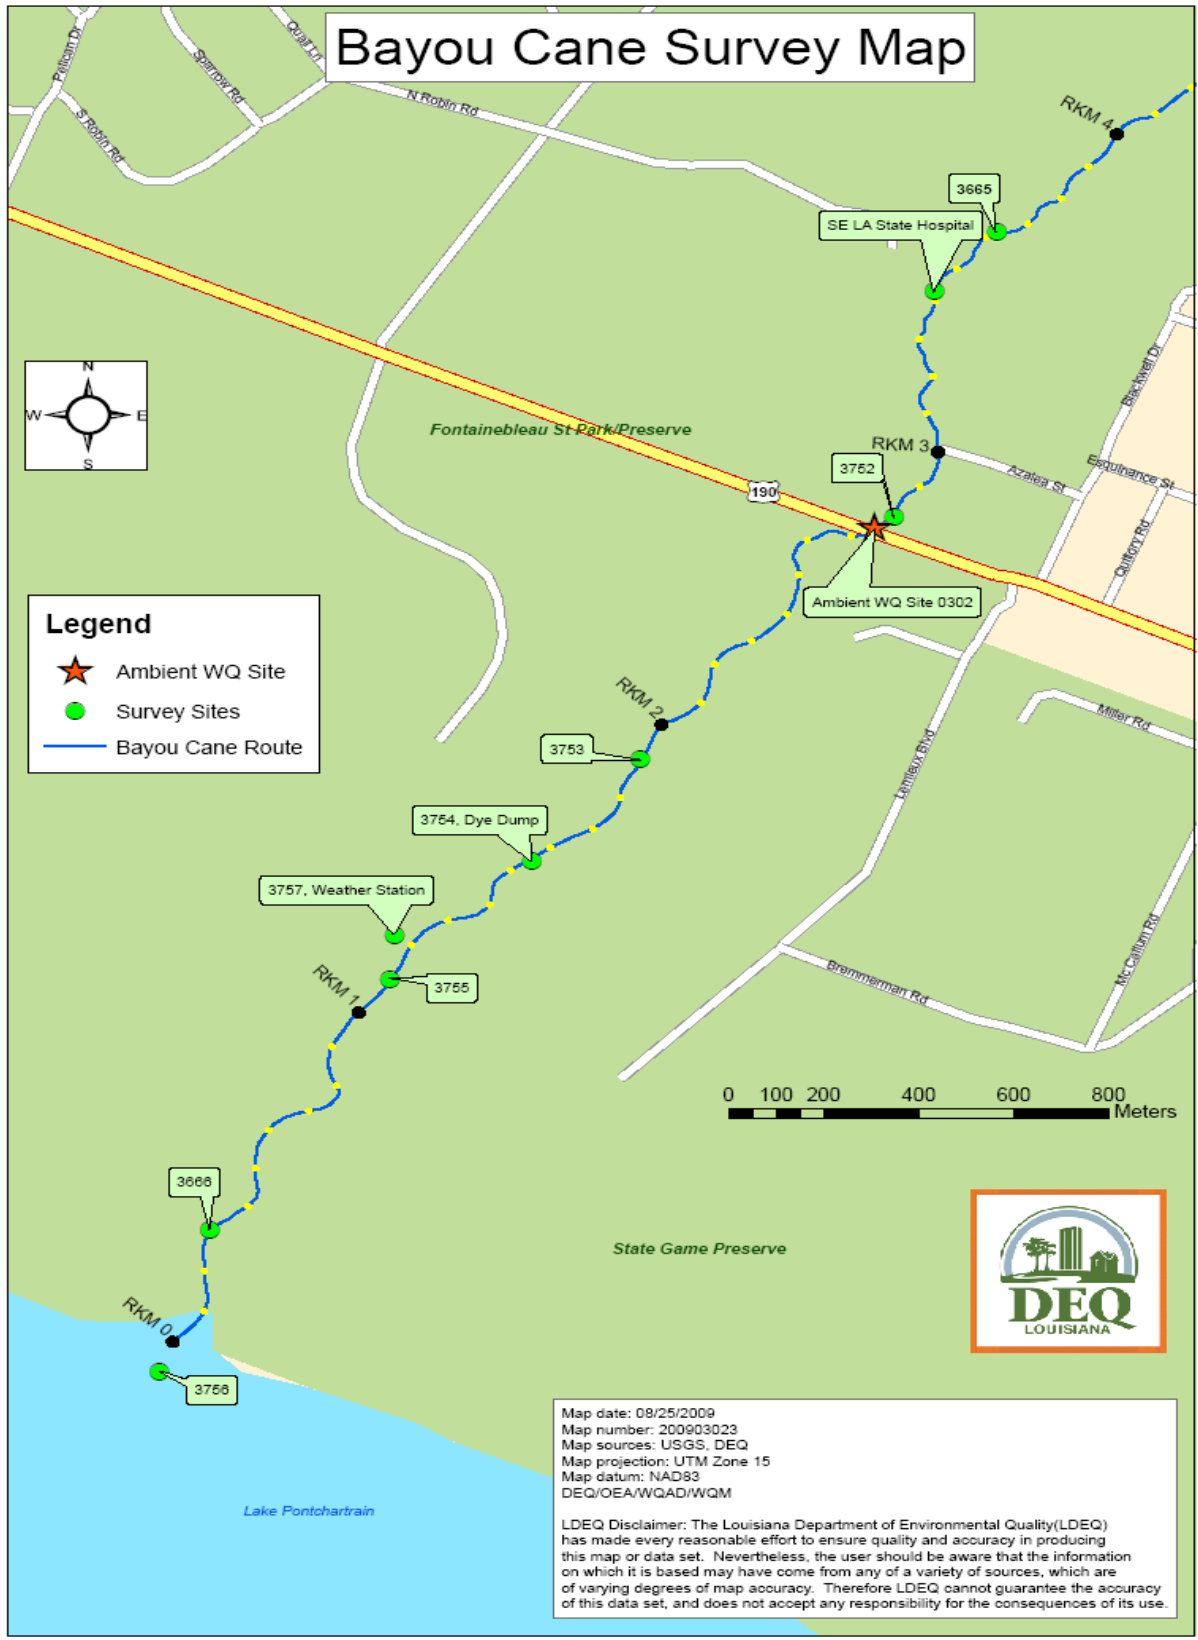 Bayou Cane Survey Map
Pelican Dr
Sparrow Rd
Quail Ln
N Robin Rd
S Robin Rd
RKM 4
3665
SE LA State Hospital
N
W
E
S
Fontainebleau St Park/Preserve
Blackwell Dr
RKM 3
3752
Azalea St
Esquinance St
190
Quitory Rd
Ambient WQ Site 0302
Legend
Ambient WQ Site
Survey Sites
Bayou Cane Route
RKM 2
Miller Rd
3753
Lemieux Blvd
3754, Dye Dump
3757, Weather Station
Mc Callum Rd
RKM 1
3755
Bremmerman Rd
0 100 200 400 600 800
Meters
3666
State Game Preserve
DEQ
LOUISIANA
RKM 0
3756
Lake Pontchartrain
Map date: 08/25/2009
Map number: 200903023
Map sources: USGS, DEQ
Map projection: UTM Zone 15
Map datum: NAD83
DEQ/OEA/WQAD/WQM
LDEQ Disclaimer: The Louisiana Department of Environmental Quality(LDEQ)
has made every reasonable effort to ensure quality and accuracy in producing
this map or data set. Nevertheless, the user should be aware that the information
on which it is based may have come from any of a variety of sources, which are
of varying degrees of map accuracy. Therefore LDEQ cannot guarantee the accuracy
of this data set, and does not accept any responsibility for the consequences of its use.